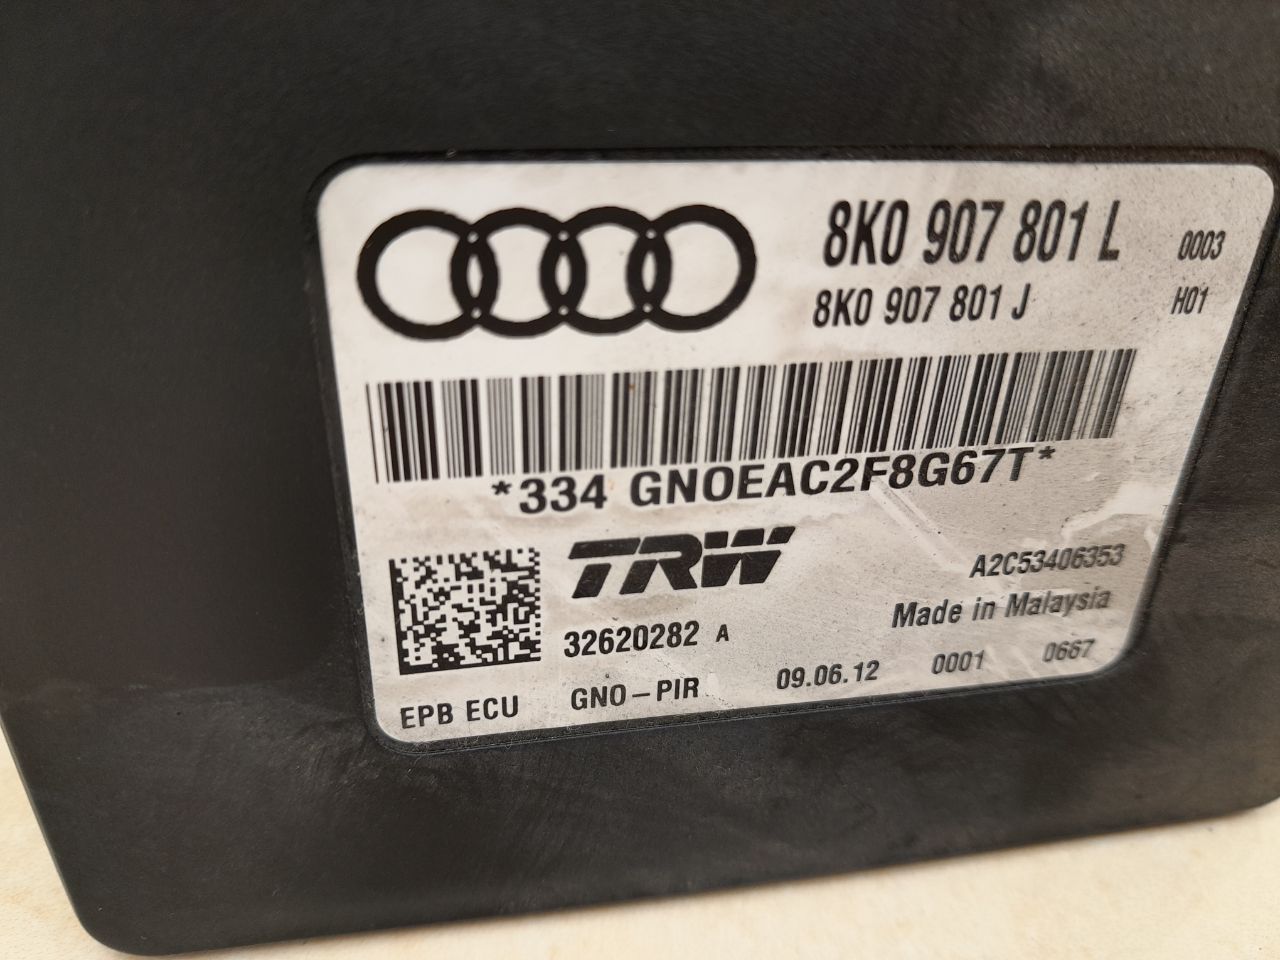 8K0 907 801 L 0003
8K0 907 801 J H01
*334 GNOEAC2F8G67T*
TRW
A2C53406353
32620282 A
Made in Malaysia
EPB ECU GNO-PIR 09.06.12 0001 0667